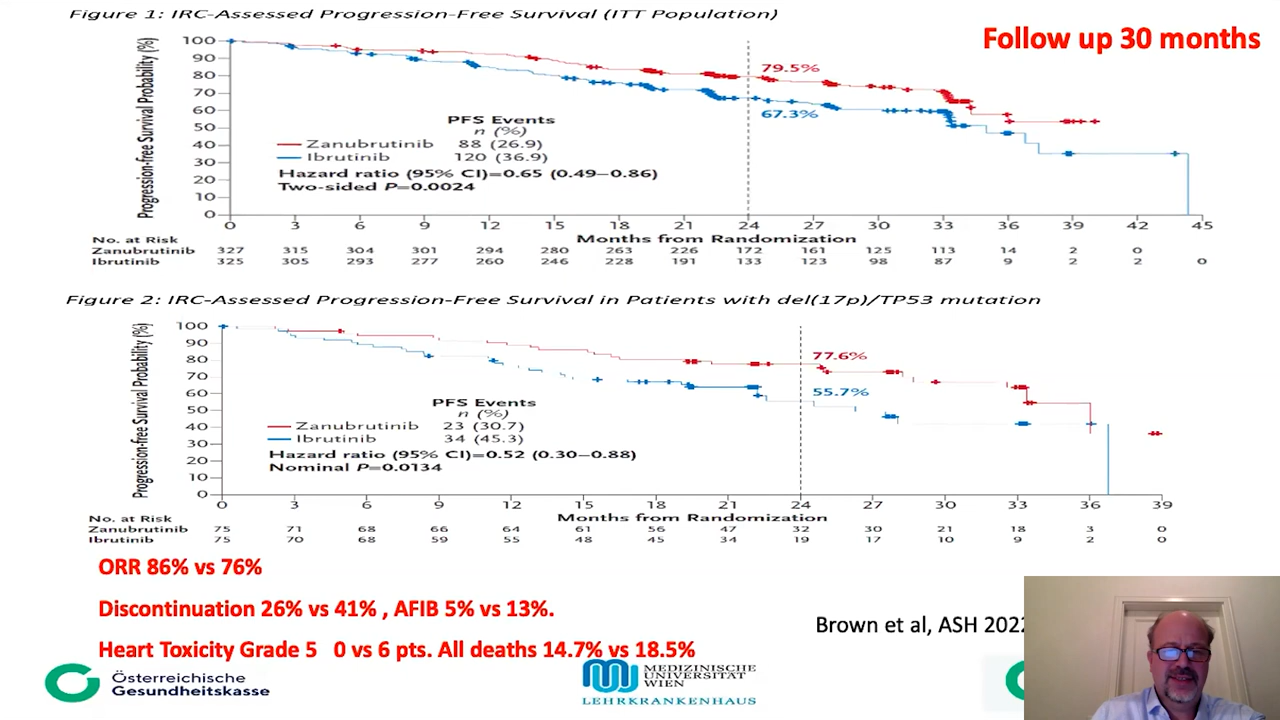 Figure 1: IRC-Assessed Progression-Free Survival (ITT Population)
Follow up 30 months
Progression-free Survival Probability (%)
100
90
80
70
60
50
40
30
20
10
0
79.5%
67.3%
PFS Events
n (%)
Zanubrutinib 88 (26.9)
Ibrutinib 120 (36.9)
Hazard ratio (95% CI)=0.65 (0.49–0.86)
Two-sided P=0.0024
0 3 6 9 12 15 18 21 24 27 30 33 36 39 42 45
Months from Randomization
No. at Risk
Zanubrutinib 327 315 304 301 294 280 263 226 172 161 125 113 14 2 0
Ibrutinib 325 305 293 277 260 246 228 191 133 123 98 87 9 2 2 0
Figure 2: IRC-Assessed Progression-Free Survival in Patients with del(17p)/TP53 mutation
Progression-free Survival Probability (%)
100
90
80
70
60
50
40
30
20
10
0
77.6%
55.7%
PFS Events
n (%)
Zanubrutinib 23 (30.7)
Ibrutinib 34 (45.3)
Hazard ratio (95% CI)=0.52 (0.30–0.88)
Nominal P=0.0134
0 3 6 9 12 15 18 21 24 27 30 33 36 39
Months from Randomization
No. at Risk
Zanubrutinib 75 71 68 66 64 61 56 47 32 30 21 18 3 0
Ibrutinib 75 70 68 59 55 48 45 34 19 17 10 9 2 0
ORR 86% vs 76%
Discontinuation 26% vs 41% , AFIB 5% vs 13%.
Brown et al, ASH 2022
Heart Toxicity Grade 5 0 vs 6 pts. All deaths 14.7% vs 18.5%
Österreichische
Gesundheitskasse
MEDIZINISCHE
UNIVERSITÄT
WIEN
LEHRKRANKENHAUS